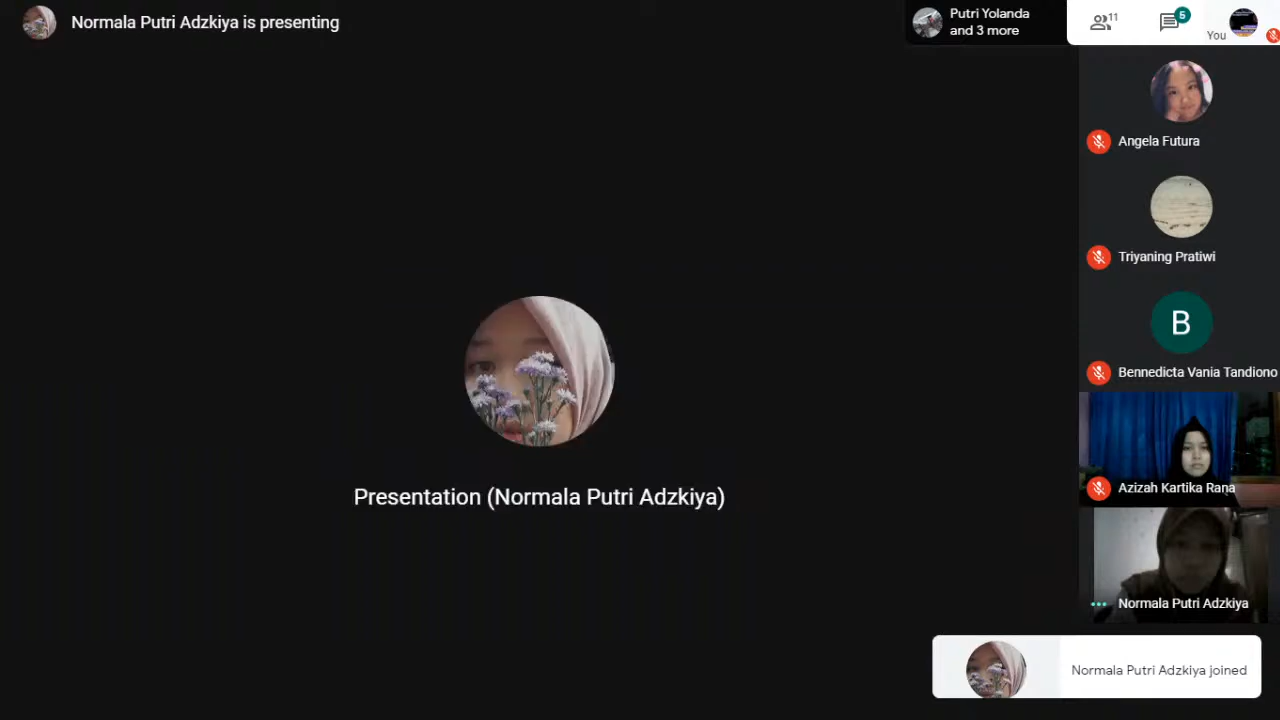 Normala Putri Adzkiya is presenting
Putri Yolanda
and 3 more
11
5
You
Angela Futura
Triyaning Pratiwi
B
Bennedicta Vania Tandiono
Azizah Kartika Rana
Normala Putri Adzkiya
Presentation (Normala Putri Adzkiya)
Normala Putri Adzkiya joined